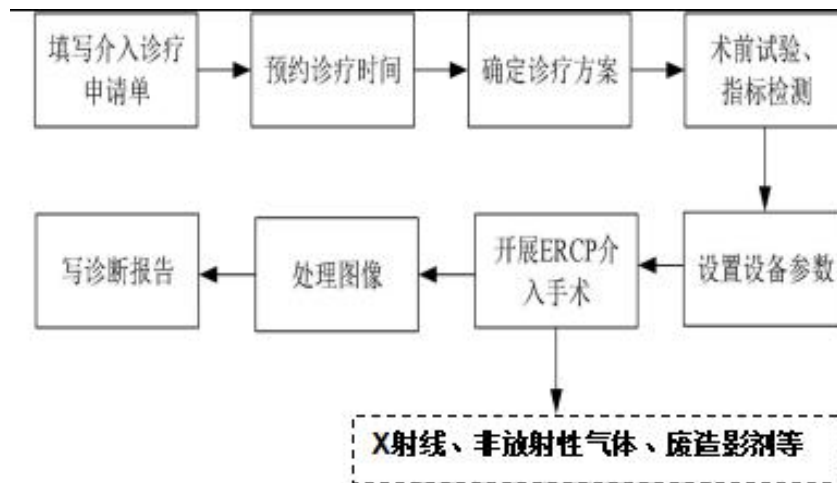 填写介入诊疗
申请单
预约诊疗时间
确定诊疗方案
术前试验、
指标检测
写诊断报告
处理图像
开展ERCP介
入手术
设置设备参数
X射线、非放射性气体、废造影剂等